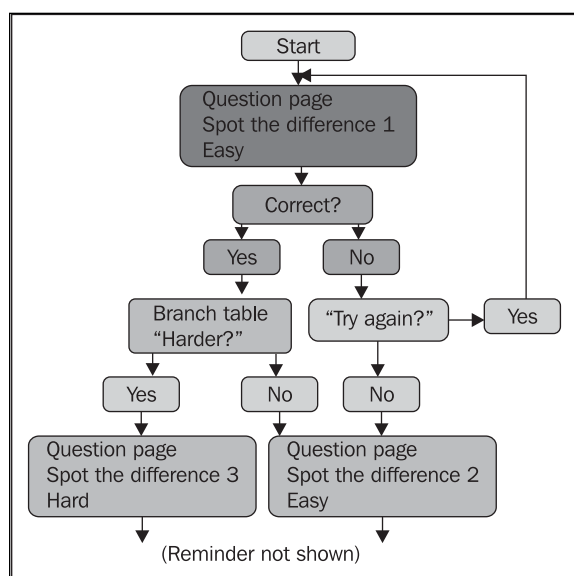 Start
Question page
Spot the difference 1
Easy
Correct?
Yes
No
Branch table
“Harder?”
“Try again?”
Yes
Yes
No
No
Question page
Spot the difference 3
Hard
Question page
Spot the difference 2
Easy
(Reminder not shown)